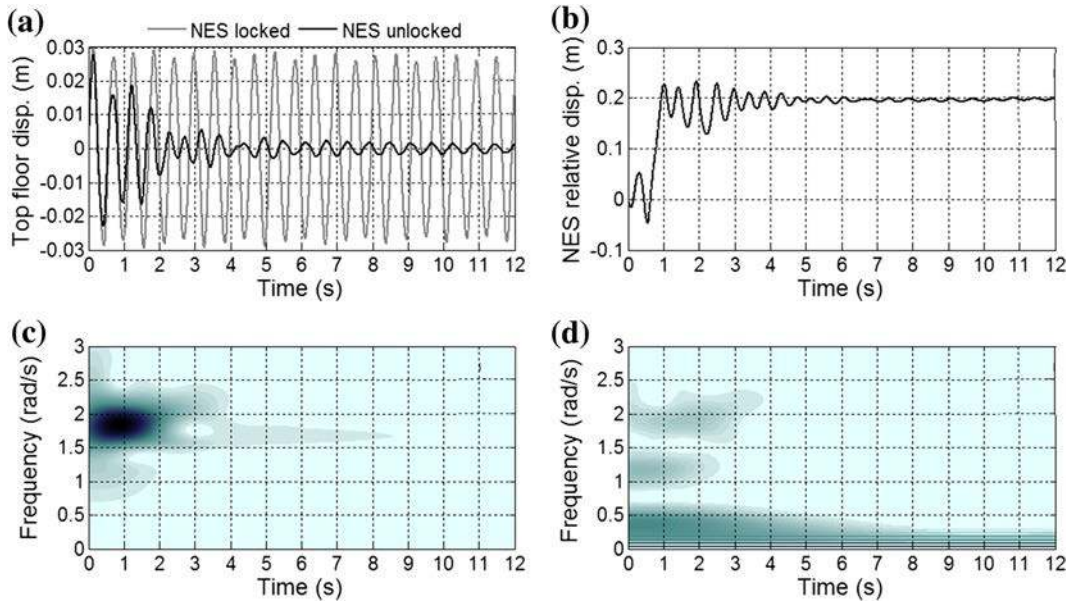 (a)
NES locked
NES unlocked
Top floor disp. (m)
0.03
0.02
0.01
0
-0.01
-0.02
-0.03
0 1 2 3 4 5 6 7 8 9 10 11 12
Time (s)
(b)
NES relative disp. (m)
0.3
0.2
0.1
0
-0.1
0 1 2 3 4 5 6 7 8 9 10 11 12
Time (s)
(c)
Frequency (rad/s)
3
2.5
2
1.5
1
0.5
0
0 1 2 3 4 5 6 7 8 9 10 11 12
Time (s)
(d)
Frequency (rad/s)
3
2.5
2
1.5
1
0.5
0
0 1 2 3 4 5 6 7 8 9 10 11 12
Time (s)